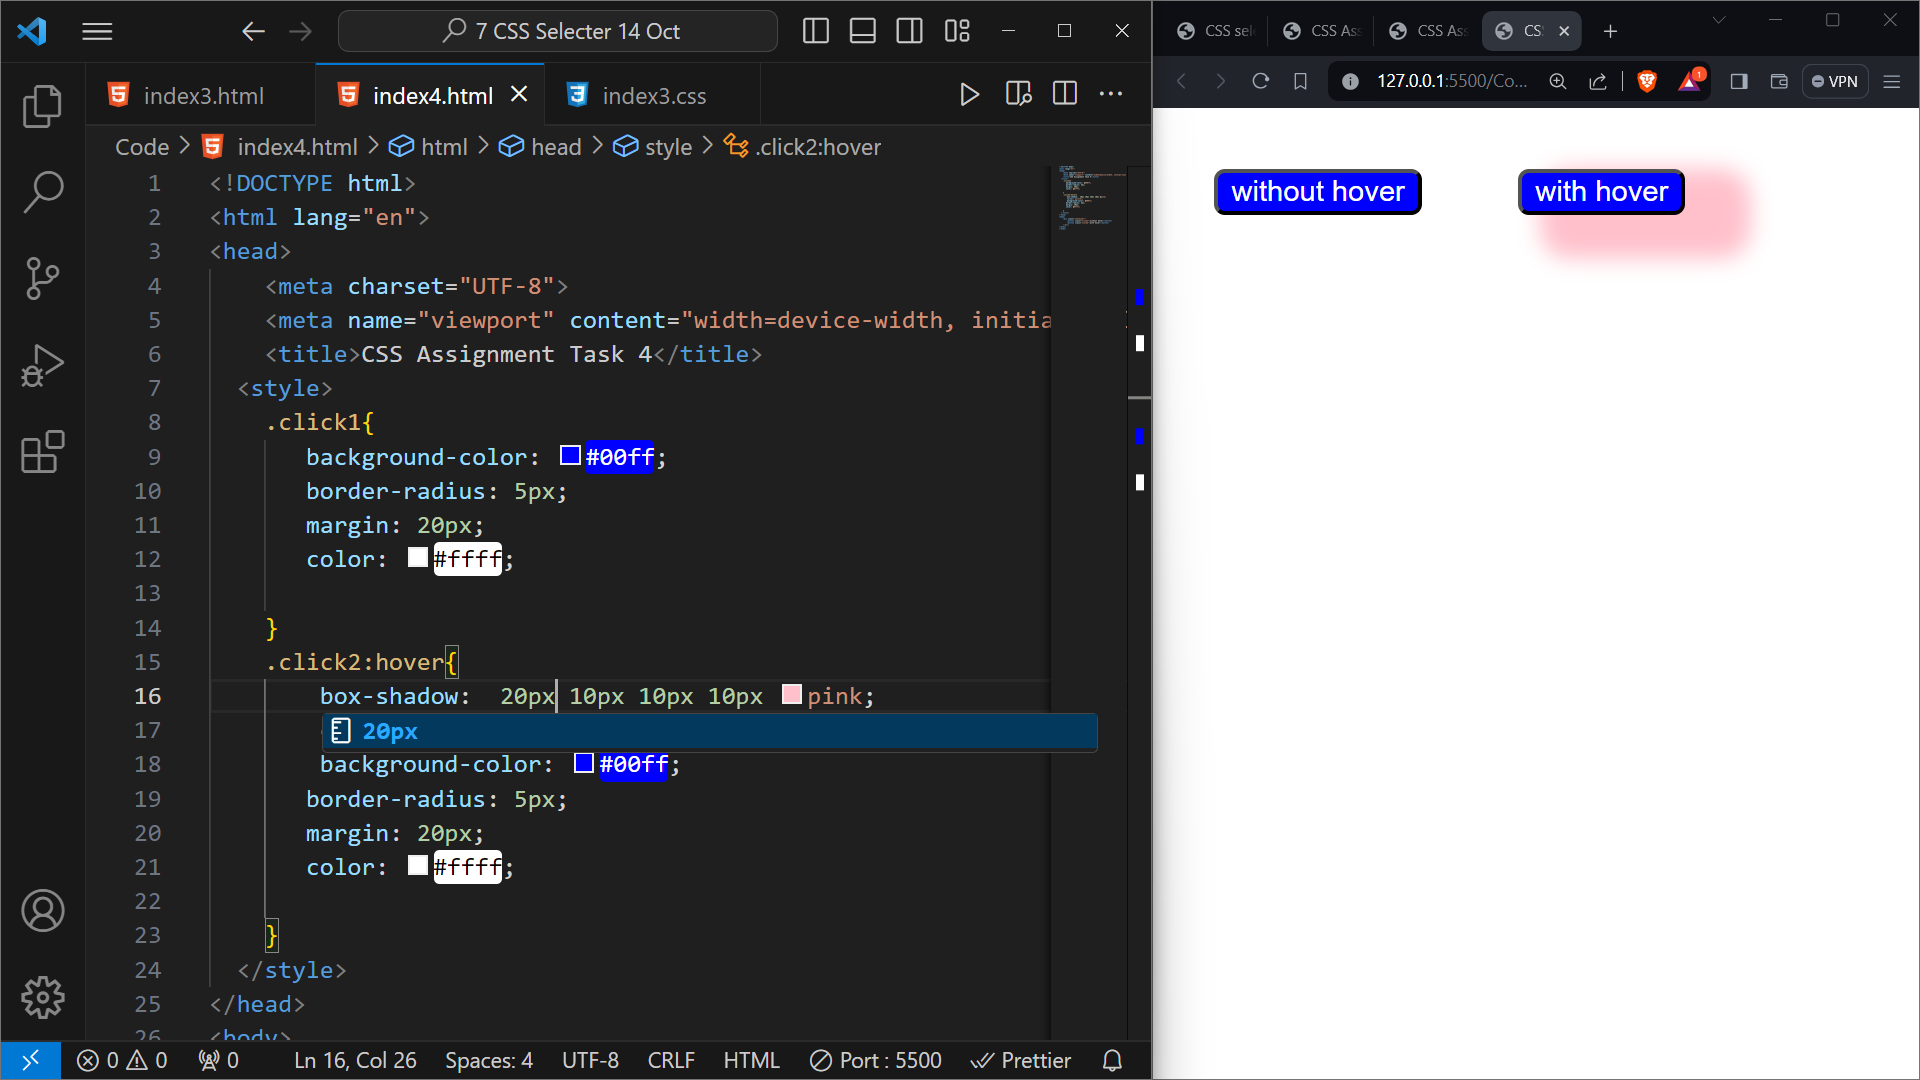 7 CSS Selecter 14 Oct
index3.html
index4.html
index3.css
Code > index4.html > html > head > style > .click2:hover
1 <!DOCTYPE html>
2 <html lang="en">
3 <head>
4 <meta charset="UTF-8">
5 <meta name="viewport" content="width=device-width, initia
6 <title>CSS Assignment Task 4</title>
7 <style>
8 .click1{
9 background-color: #00ff;
10 border-radius: 5px;
11 margin: 20px;
12 color: #ffff;
13
14 }
15 .click2:hover{
16 box-shadow: 20px 10px 10px 10px pink;
17 20px
18 background-color: #00ff;
19 border-radius: 5px;
20 margin: 20px;
21 color: #ffff;
22
23 }
24 </style>
25 </head>
26 <body>
0 0 0 Ln 16, Col 26 Spaces: 4 UTF-8 CRLF HTML Port : 5500 Prettier
CSS sel CSS Ass CSS Ass CS
127.0.0.1:5500/Co... 1 VPN
without hover with hover